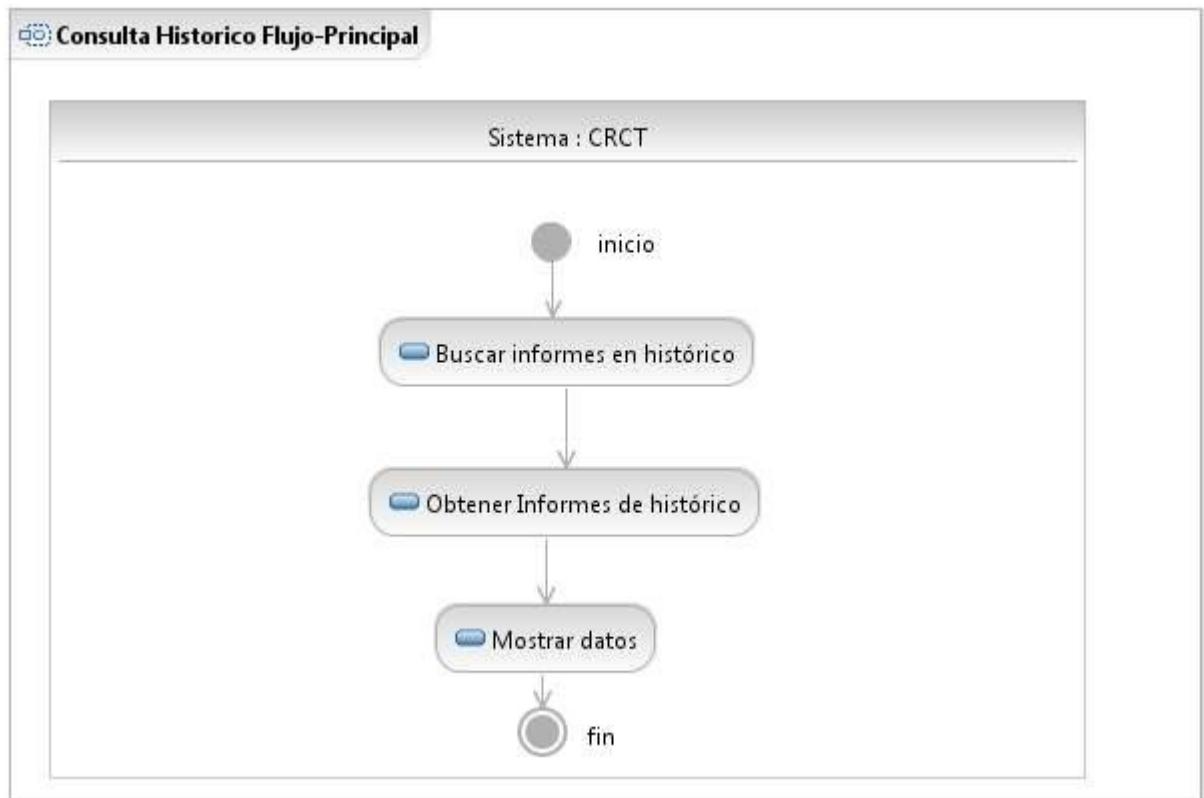 Consulta Historico Flujo-Principal
Sistema : CRCT
inicio
Buscar informes en histórico
Obtener Informes de histórico
Mostrar datos
fin